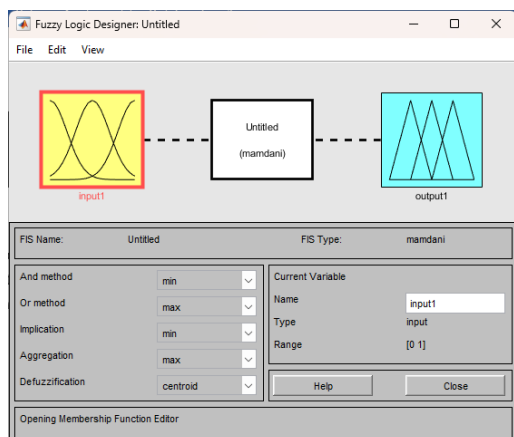 Fuzzy Logic Designer: Untitled
File Edit View
Untitled
(mamdani)
input1
output1
FIS Name: Untitled FIS Type: mamdani
And method min
Or method max
Implication min
Aggregation max
Defuzzification centroid
Current Variable
Name input1
Type input
Range [0 1]
Help Close
Opening Membership Function Editor